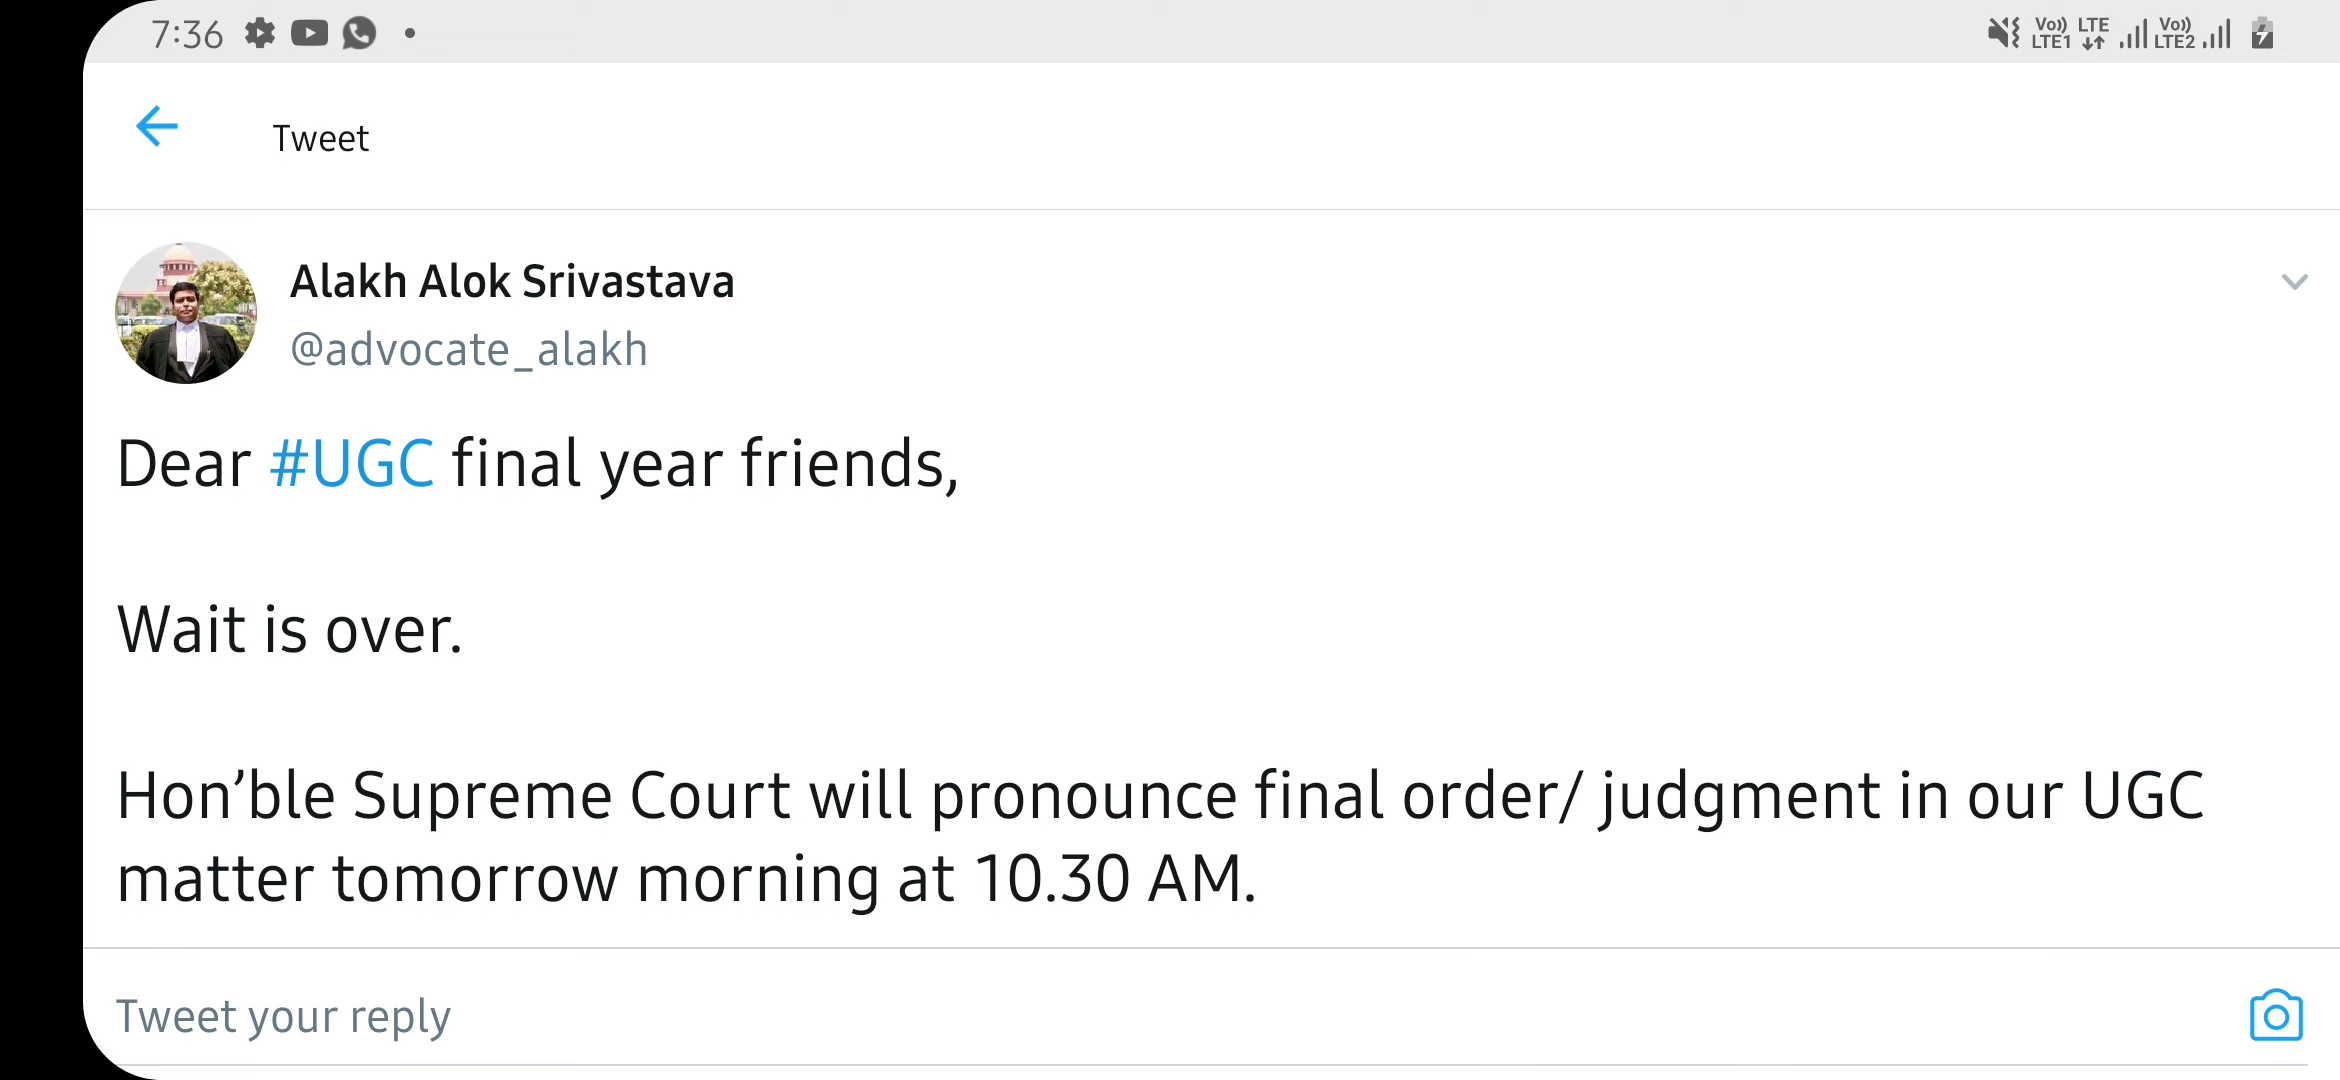 7:36
Vo)) LTE Vo))
LTE1 LTE2
Tweet
Alakh Alok Srivastava
@advocate_alakh
Dear #UGC final year friends,
Wait is over.
Hon’ble Supreme Court will pronounce final order/ judgment in our UGC
matter tomorrow morning at 10.30 AM.
Tweet your reply